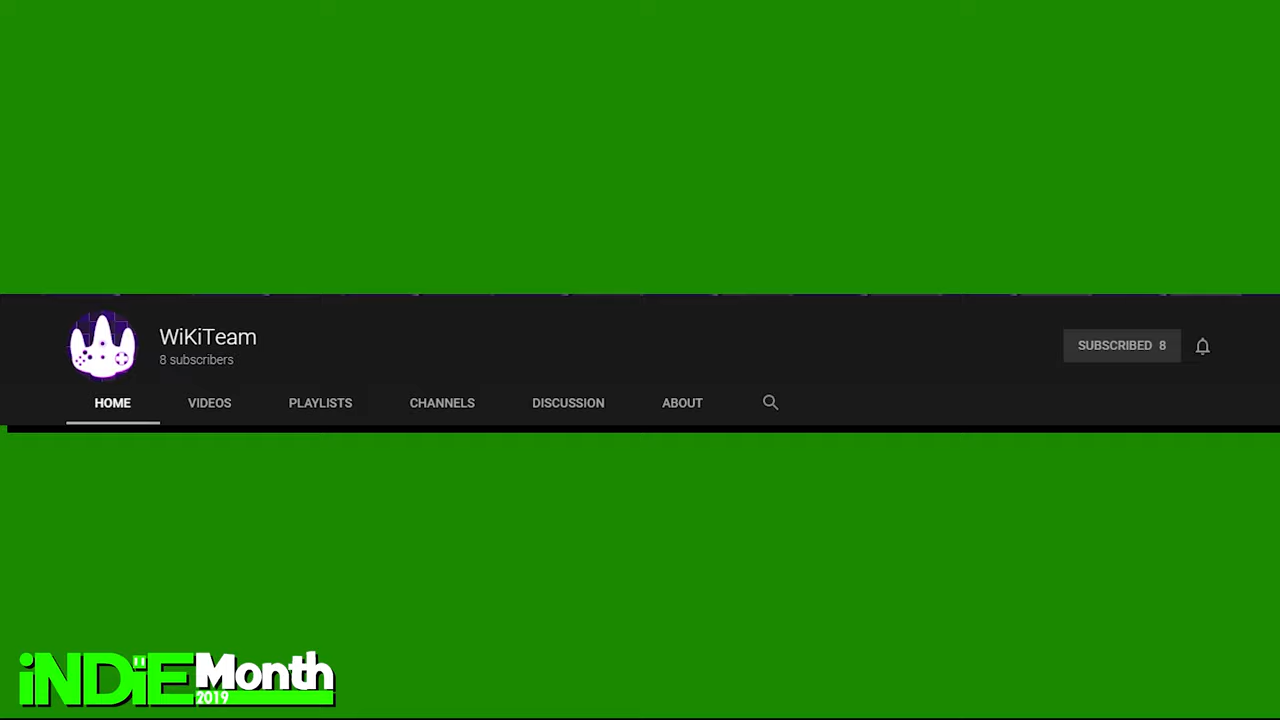 WiKiTeam
8 subscribers
SUBSCRIBED 8
HOME VIDEOS PLAYLISTS CHANNELS DISCUSSION ABOUT
iNDiE Month
2019